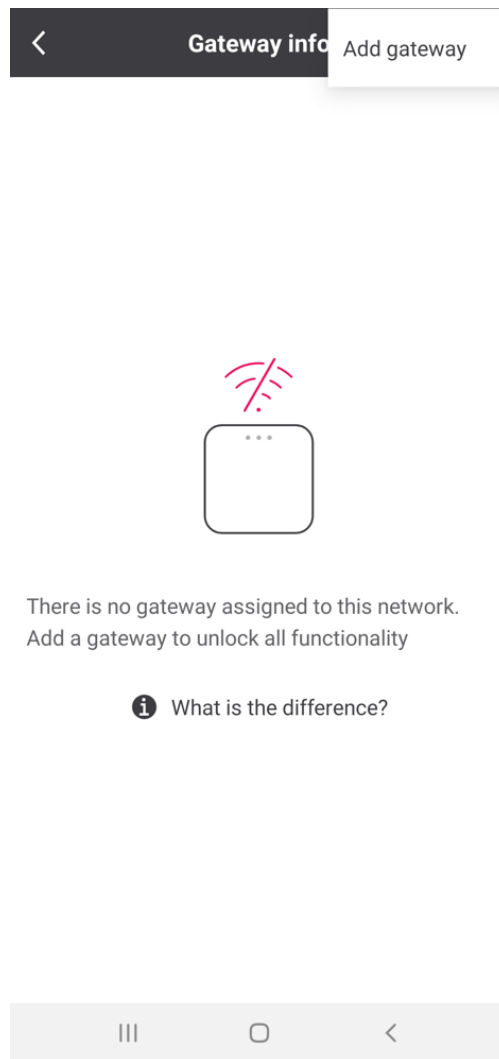 Gateway info
Add gateway
There is no gateway assigned to this network.
Add a gateway to unlock all functionality
What is the difference?